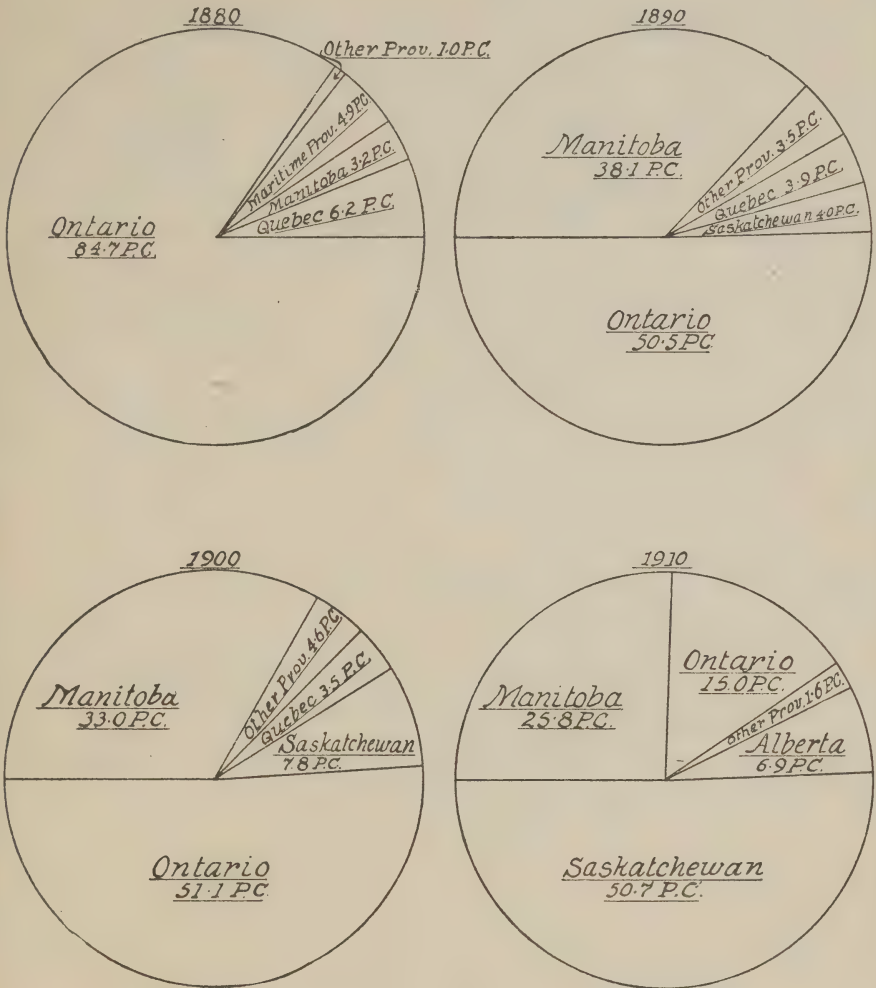 1880
Other Prov. 1.0 P.C.
Maritime Prov. 4.9 P.C.
Manitoba 3.2 P.C.
Quebec 6.2 P.C.
Ontario
84.7 P.C.
1890
Manitoba
38.1 P.C.
Other Prov. 3.5 P.C.
Quebec 3.9 P.C.
Saskatchewan 4.0 P.C.
Ontario
50.5 P.C.
1900
Manitoba
33.0 P.C.
Other Prov. 4.6 P.C.
Quebec 3.5 P.C.
Saskatchewan
7.8 P.C.
Ontario
51.1 P.C.
1910
Manitoba
25.8 P.C.
Ontario
15.0 P.C.
Other Prov. 1.6 P.C.
Alberta
6.9 P.C.
Saskatchewan
50.7 P.C.